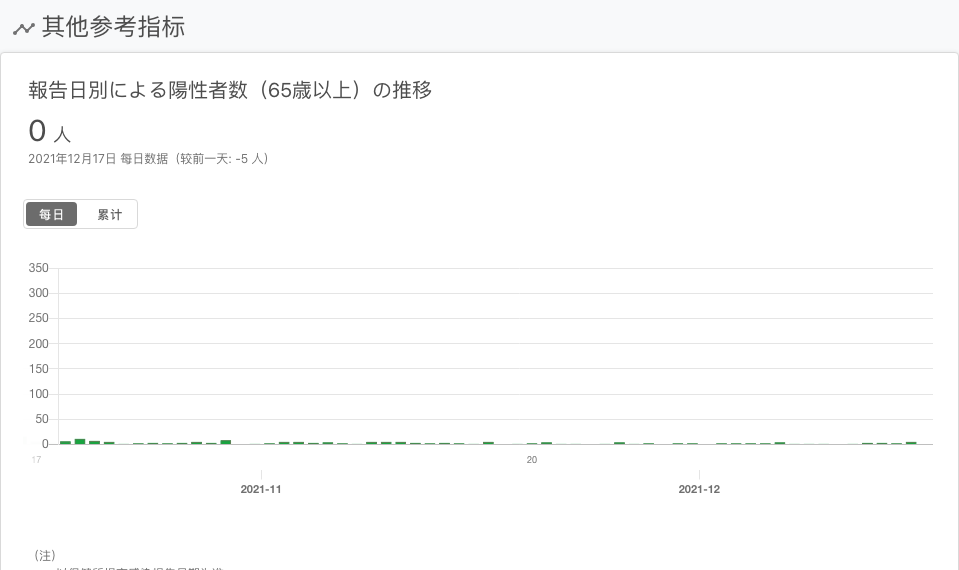 其他参考指标
報告日別による陽性者数（65歳以上）の推移
0 人
2021年12月17日 每日数据（较前一天: -5 人）
每日 累计
350
300
250
200
150
100
50
0
17 20
2021-11 2021-12
（注）